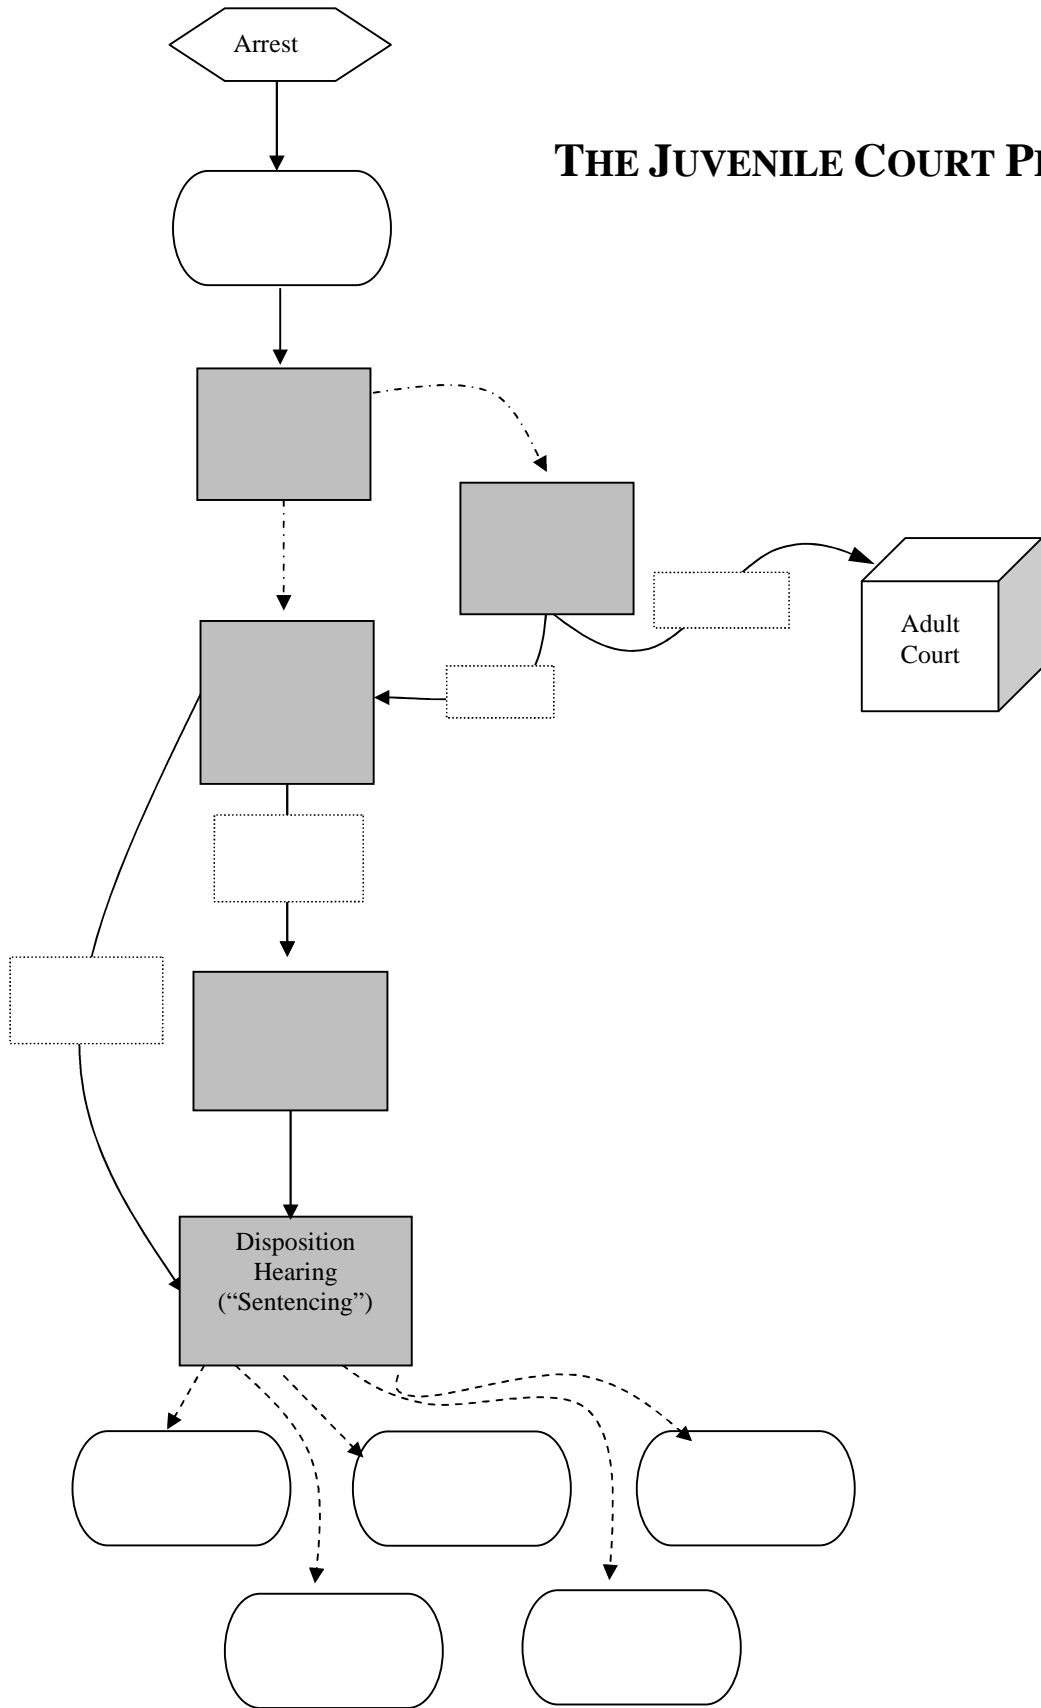 Arrest
THE JUVENILE COURT
Adult
Court
Disposition
Hearing
(“Sentencing”)